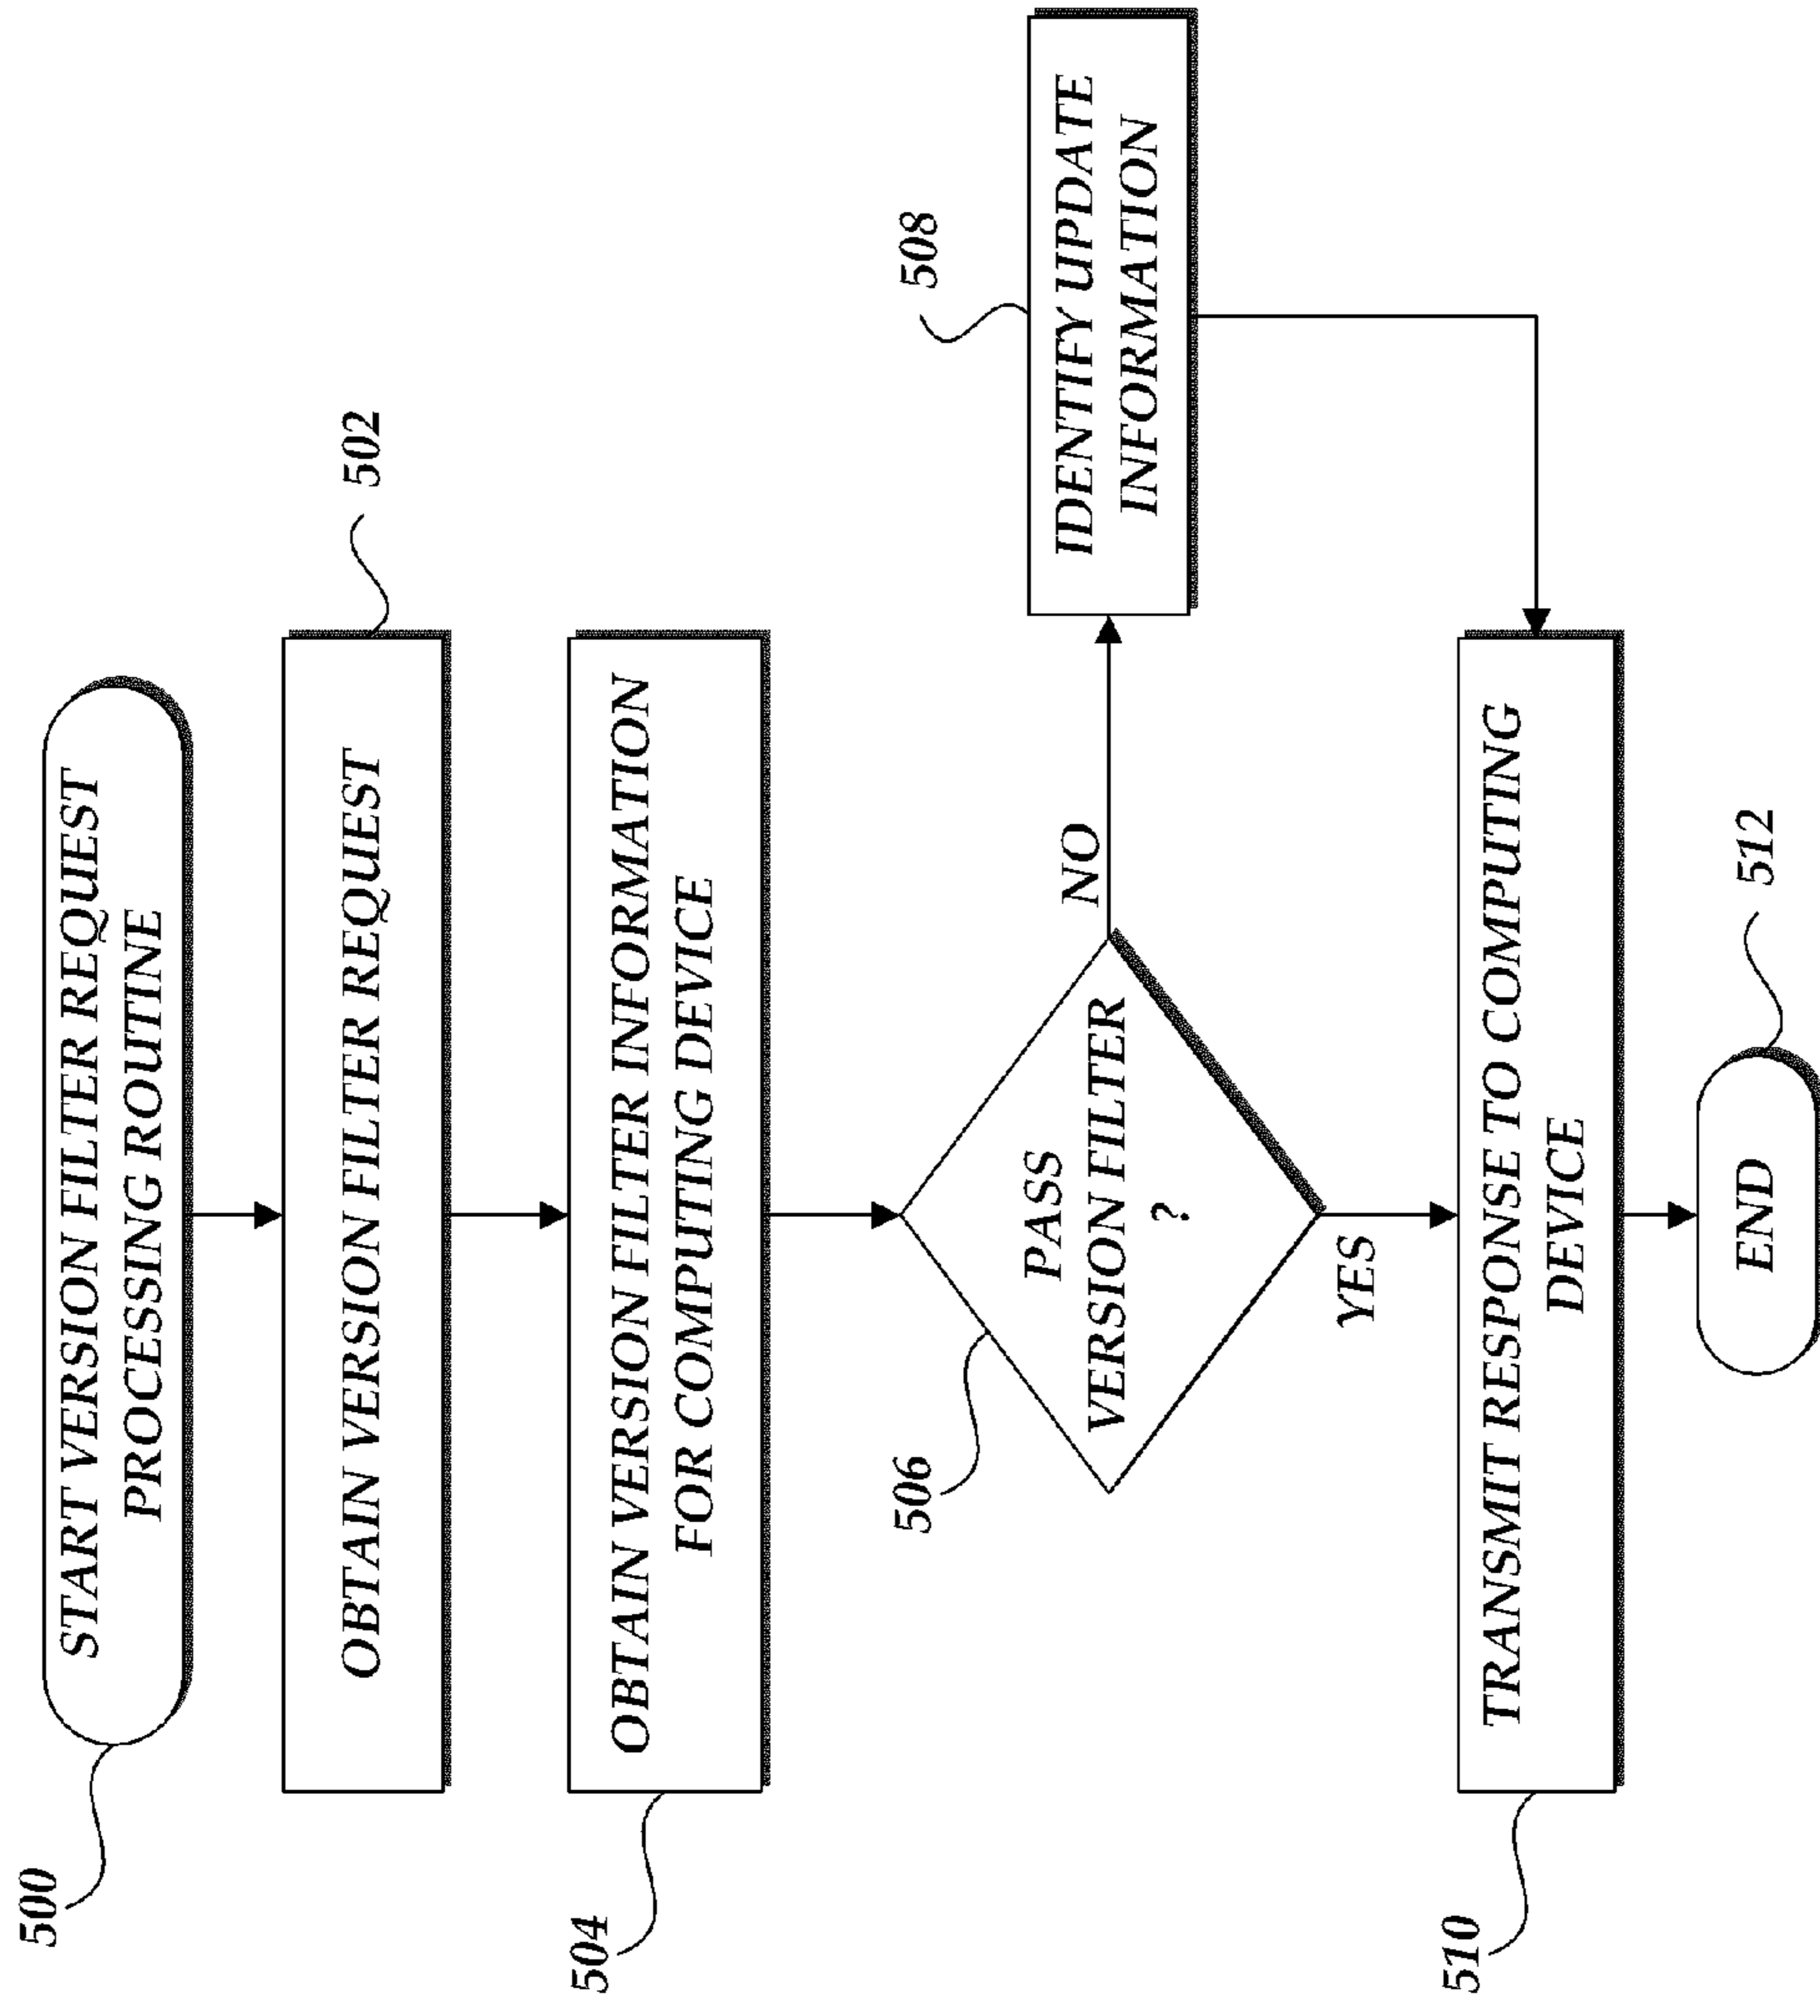 500
START VERSION FILTER REQUEST
PROCESSING ROUTINE
OBTAIN VERSION FILTER REQUEST
502
504
OBTAIN VERSION FILTER INFORMATION
FOR COMPUTING DEVICE
506
PASS
VERSION FILTER
?
NO
508
IDENTIFY UPDATE
INFORMATION
YES
510
TRANSMIT RESPONSE TO COMPUTING
DEVICE
END
512